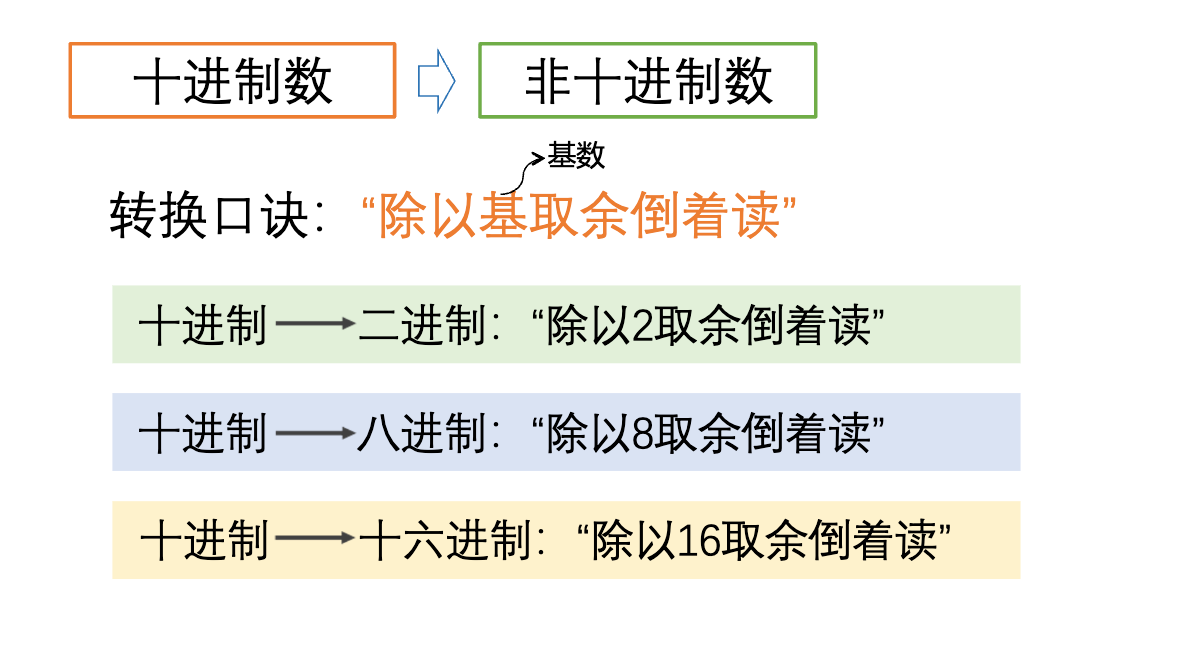 十进制数 非十进制数
基数
转换口诀：“除以基取余倒着读”
十进制 二进制：“除以2取余倒着读”
十进制 八进制：“除以8取余倒着读”
十进制 十六进制：“除以16取余倒着读”